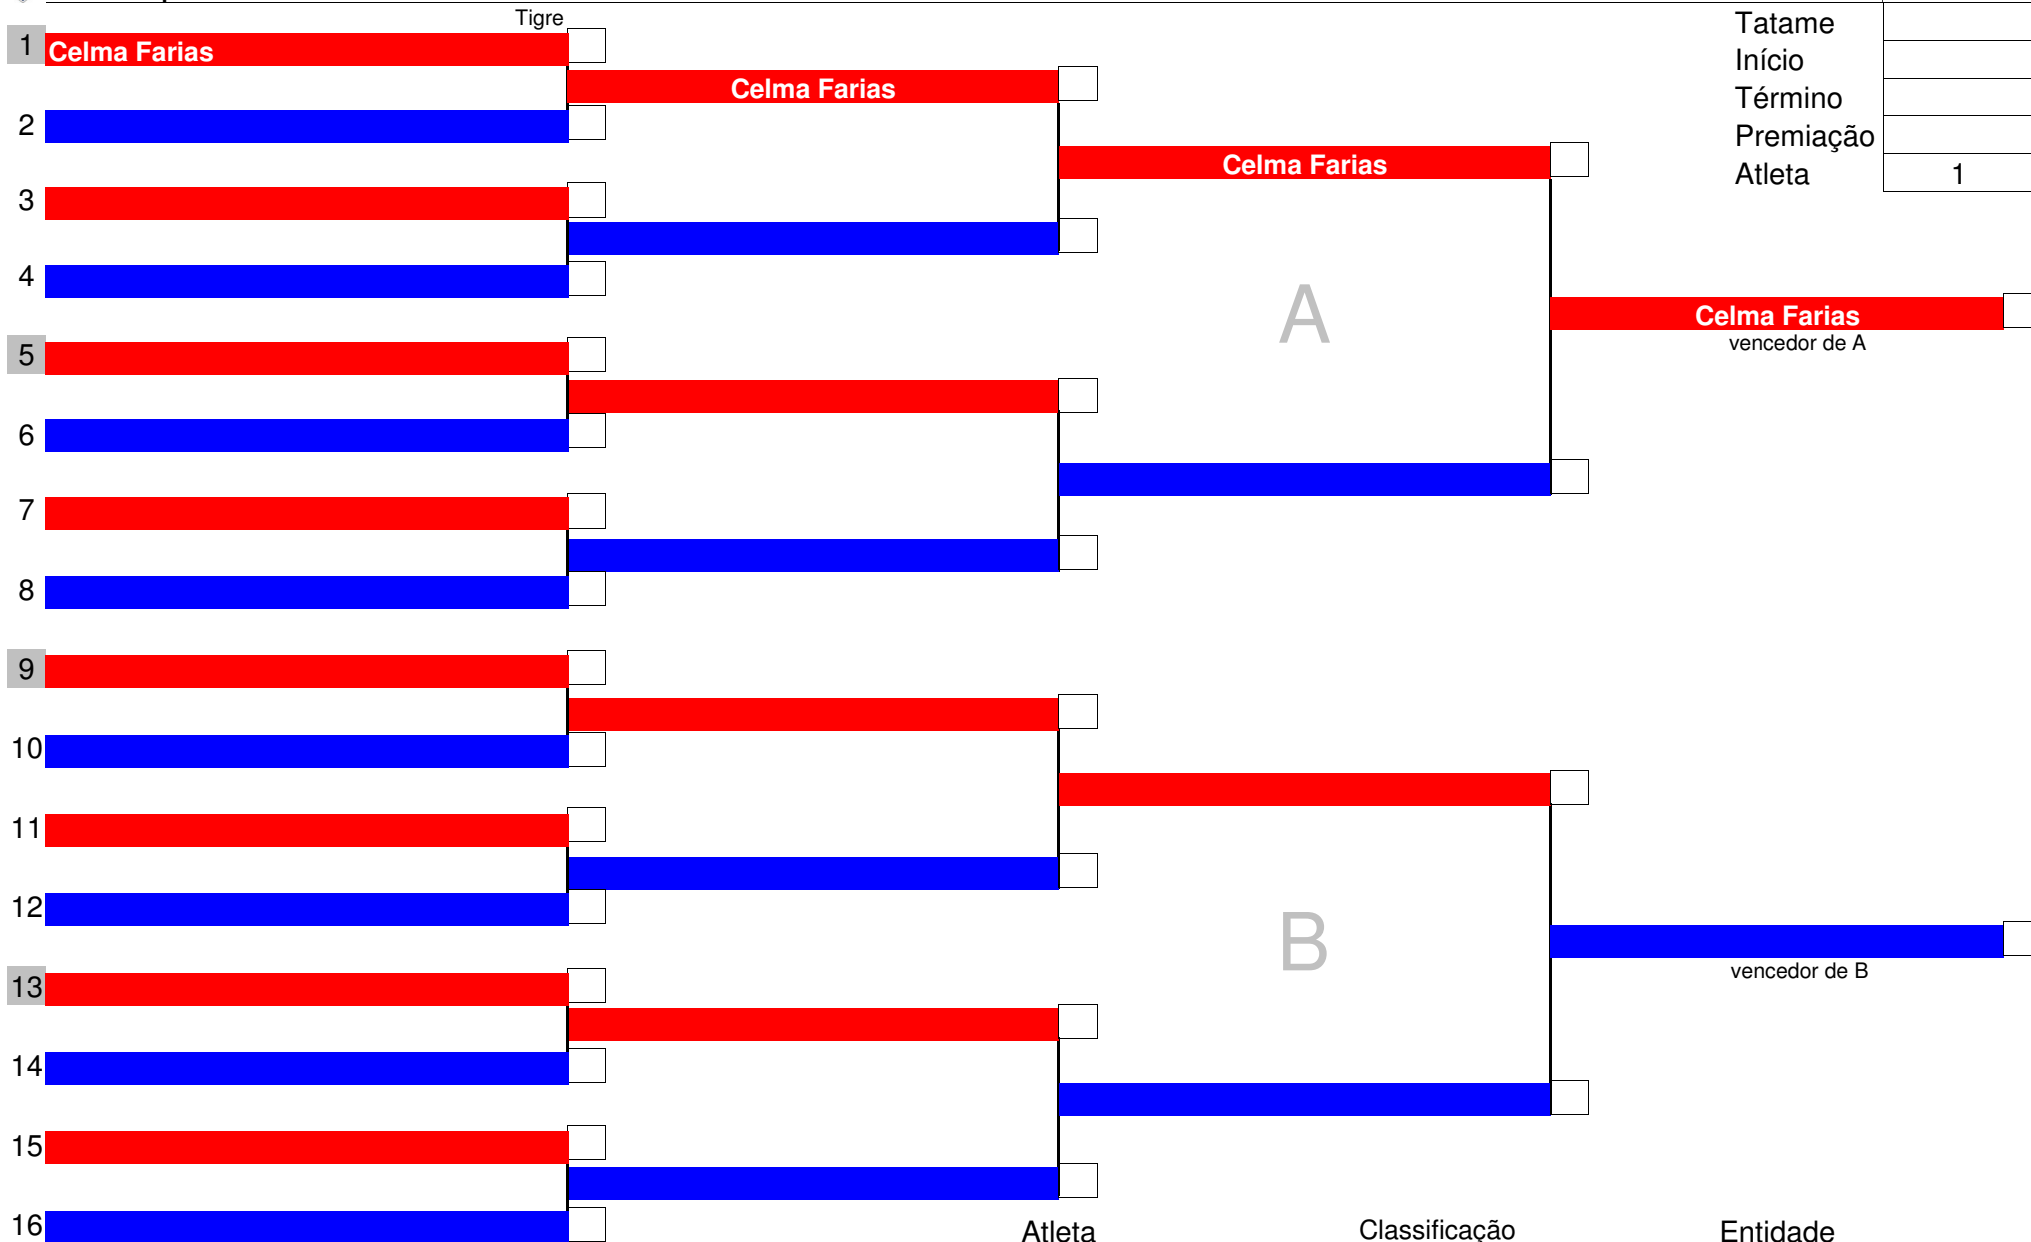 Tigre
Tatame
1 Celma Farias
Início
Celma Farias
Término
2
Premiação
Celma Farias
Atleta 1
3
4
Celma Farias
A
vencedor de A
5
6
7
8
9
10
11
12
B
vencedor de B
13
14
15
16
Atleta Classificação Entidade